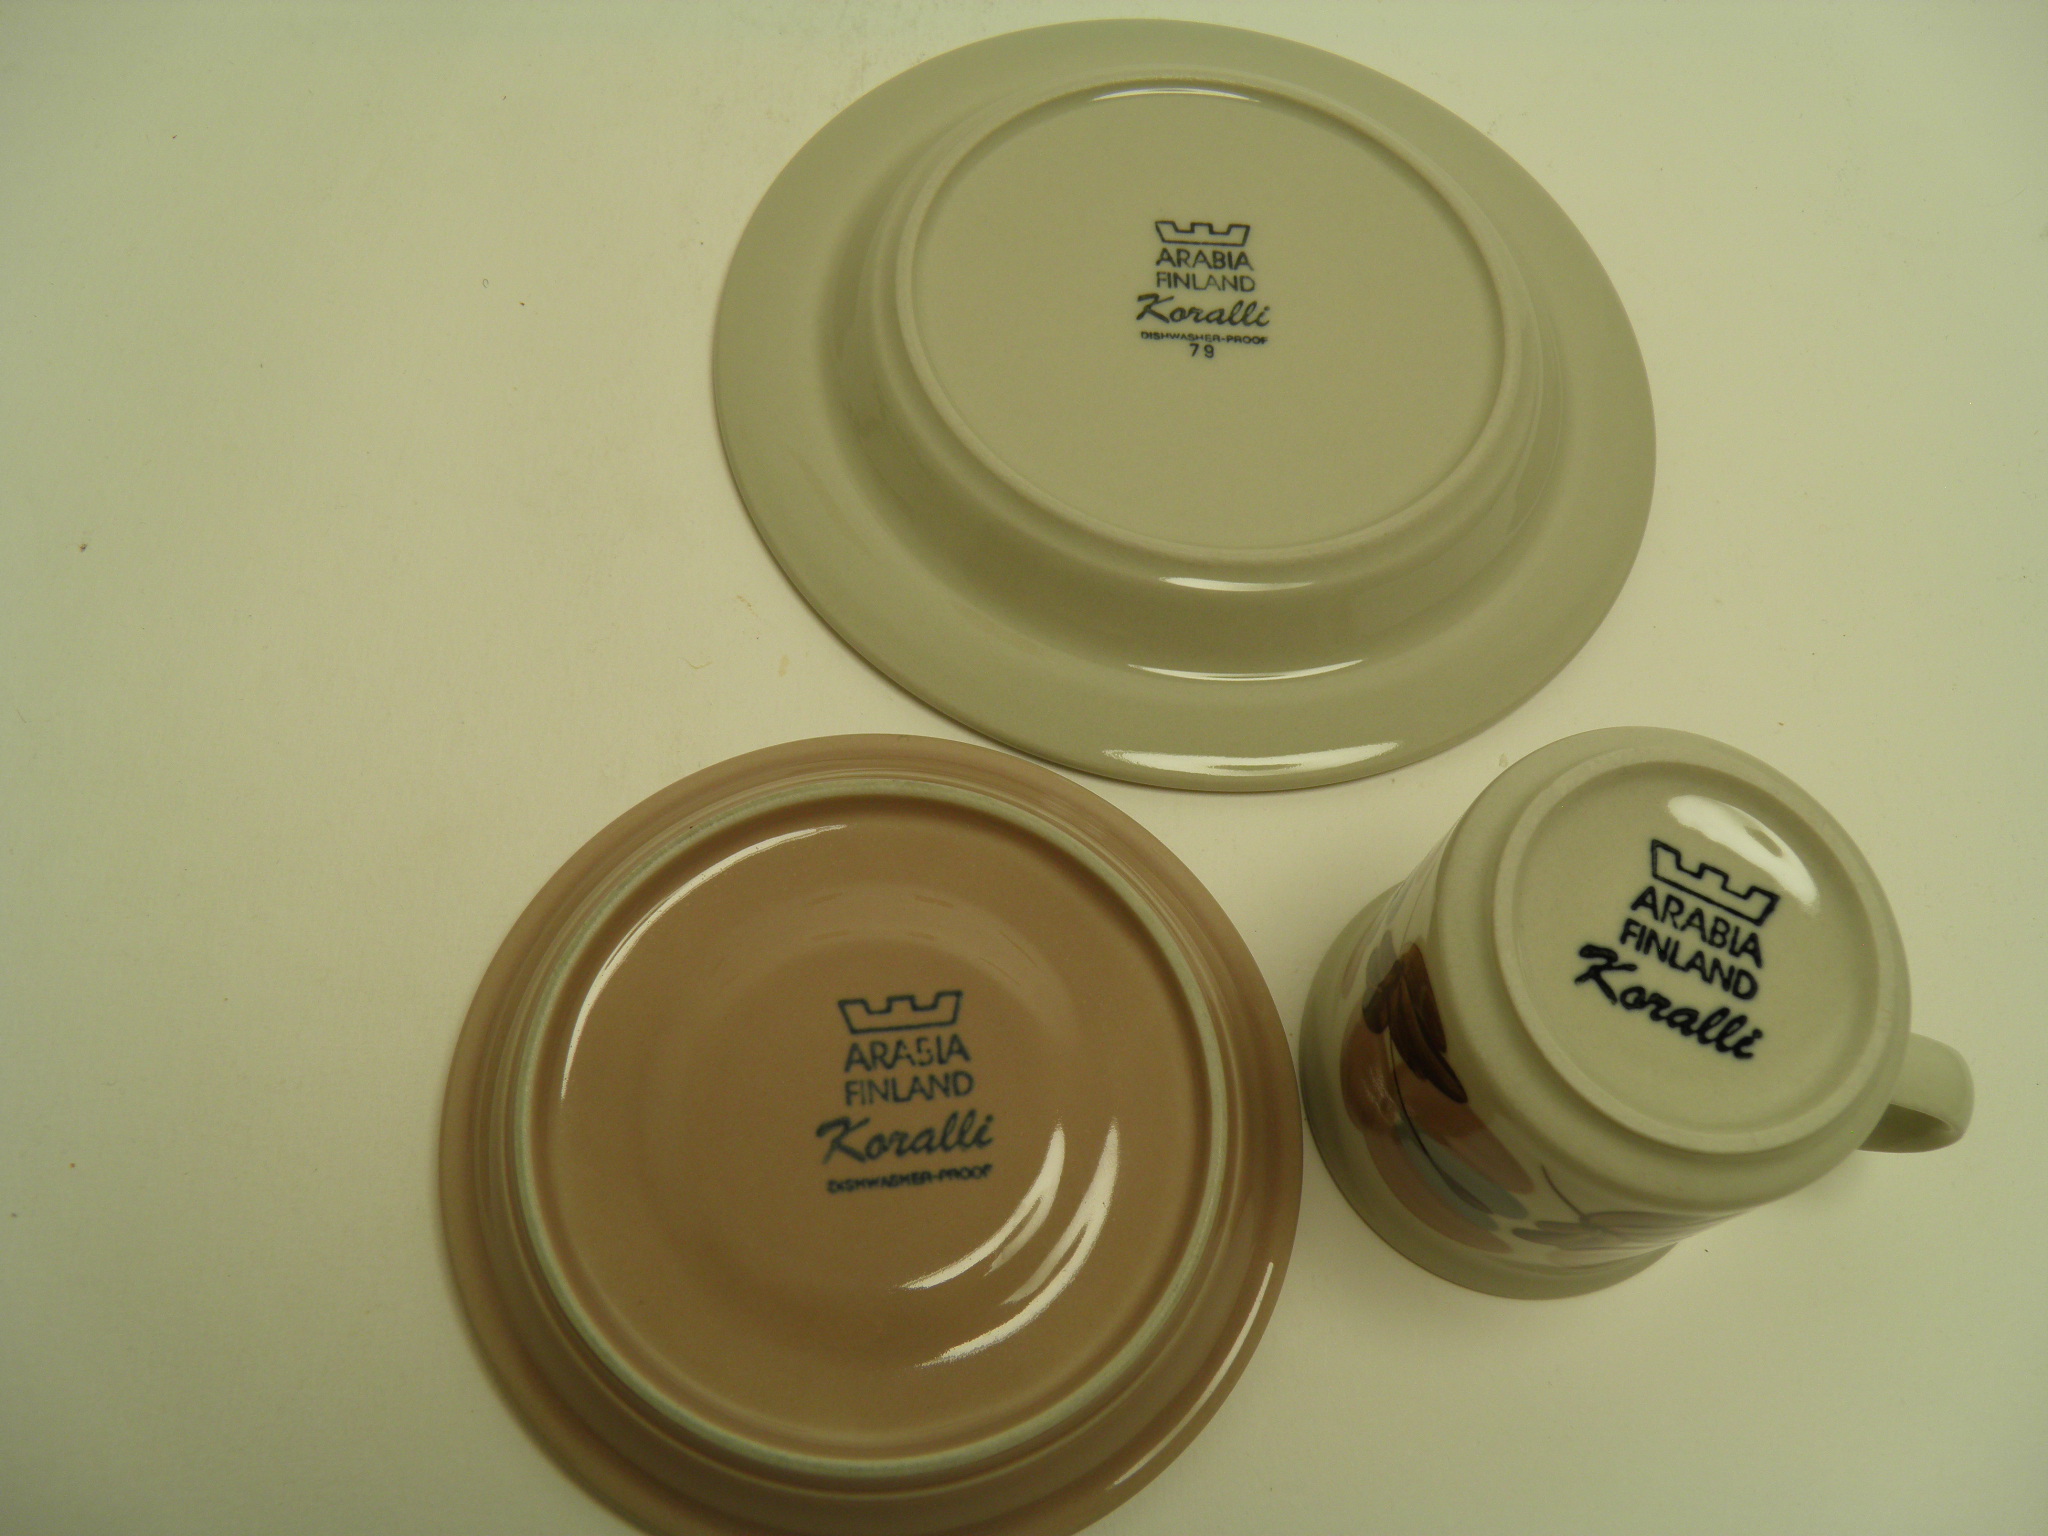 ARABIA
FINLAND
Koralli
DISHWASHER-PROOF
79
ARABIA
FINLAND
Koralli
ARABIA
FINLAND
Koralli
DISHWASHER-PROOF